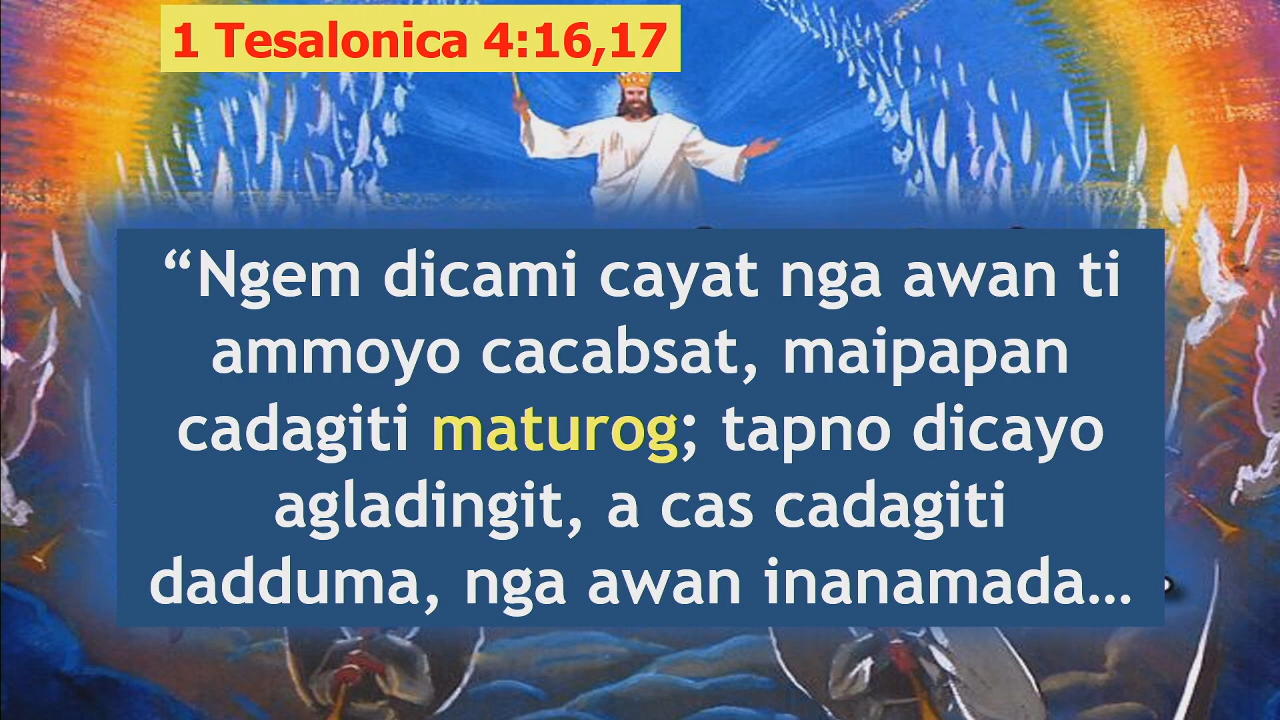 1 Tesalonica 4:16,17
“Ngem dicami cayat nga awan ti
ammoyo cacabsat, maipapan
cadagiti maturog; tapno dicayo
agladingit, a cas cadagiti
dadduma, nga awan inanamada…